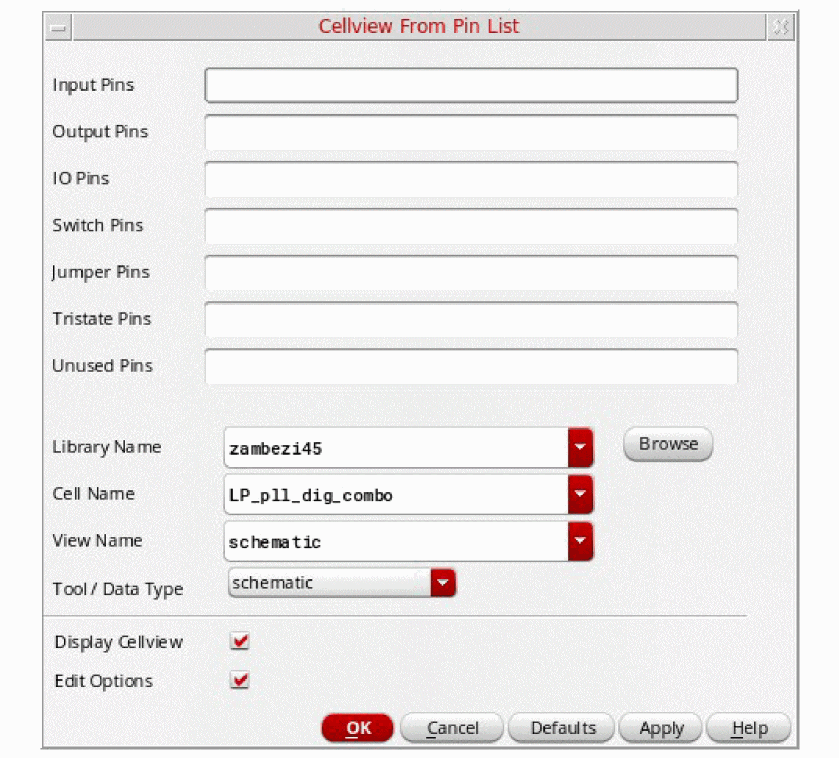 Cellview From Pin List
Input Pins
Output Pins
IO Pins
Switch Pins
Jumper Pins
Tristate Pins
Unused Pins
Library Name zambezi45 Browse
Cell Name LP_pll_dig_combo
View Name schematic
Tool / Data Type schematic
Display Cellview
Edit Options
OK Cancel Defaults Apply Help